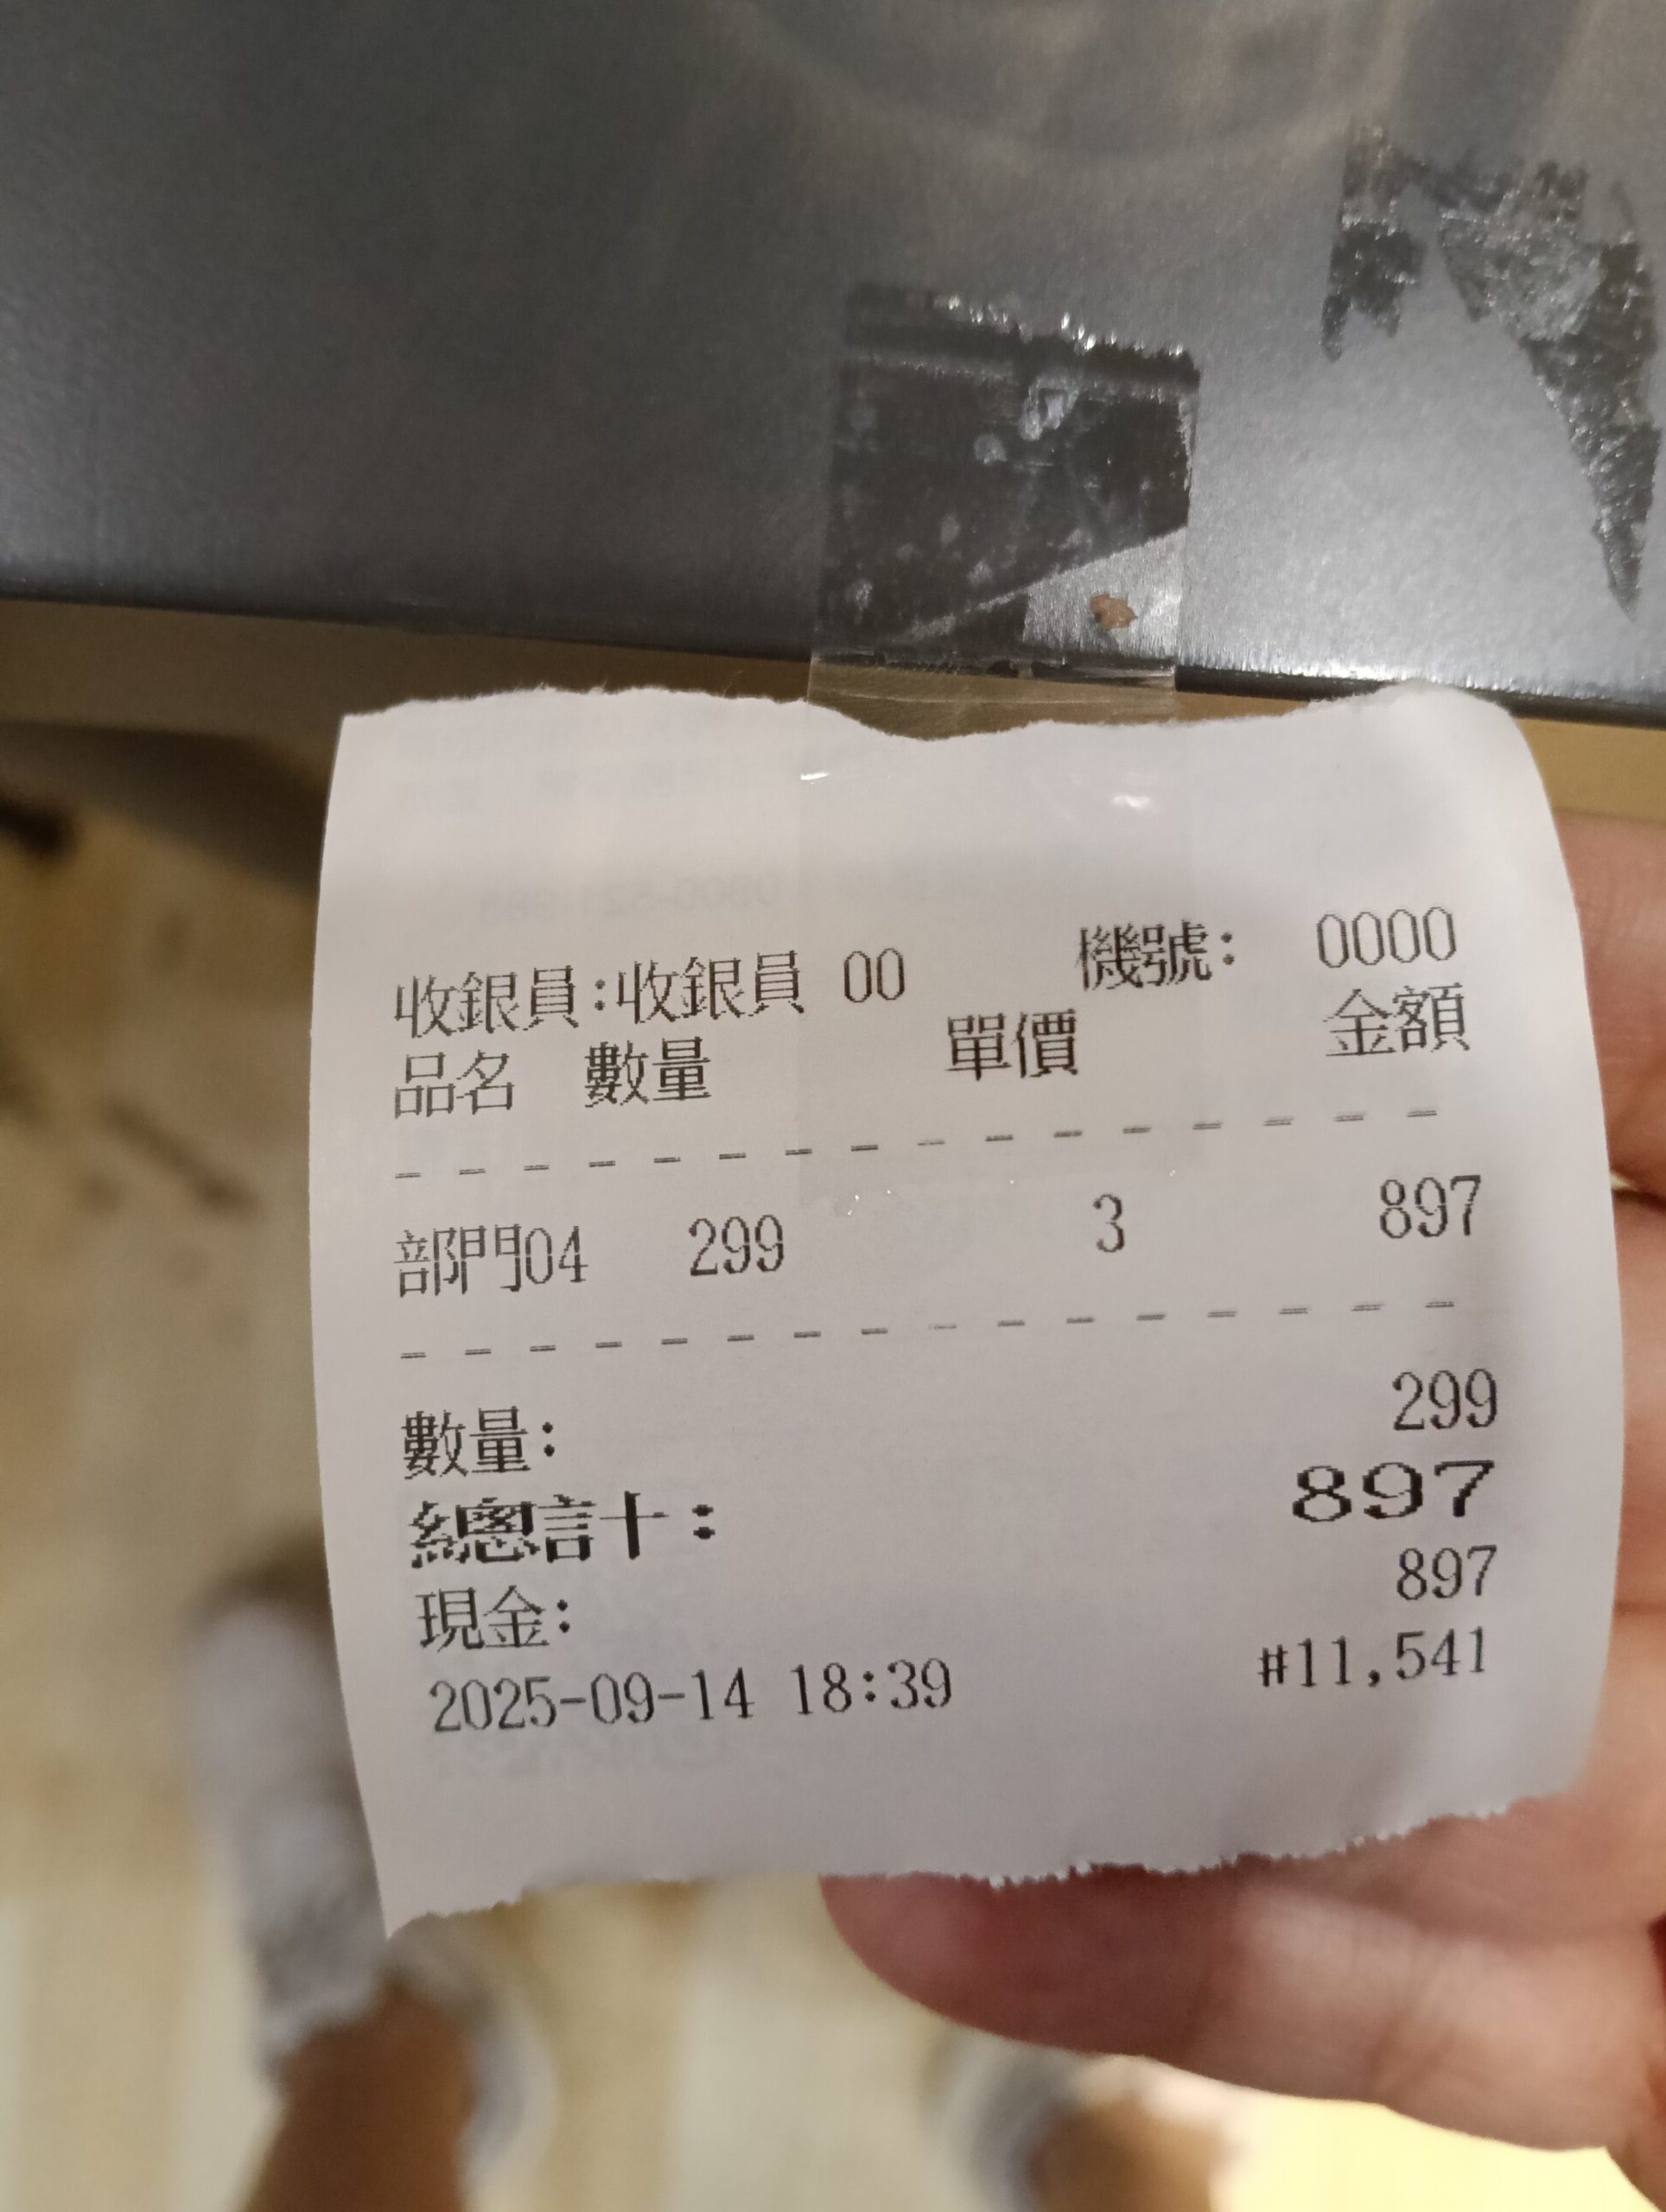 收銀員:收銀員 00 機號: 0000
品名 數量 單價 金額
- - - - - - - - - - - - - - - -
部門04 299 3 897
- - - - - - - - - - - - - - - -
數量: 299
總計: 897
現金: 897
2025-09-14 18:39 #11,541